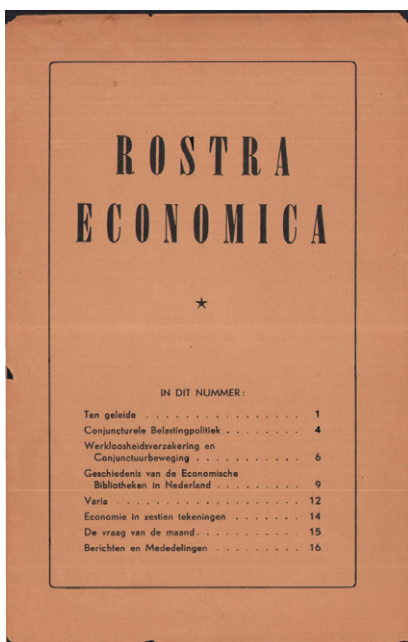 ROSTRA
ECONOMICA
★
IN DIT NUMMER:
Ten geleide . . . . . . . . . . . . . . . . 1
Conjuncturele Belastingpolitiek . . . . . . . . 4
Werkloosheidsverzekering en
Conjunctuurbeweging . . . . . . . . . . . 6
Geschiedenis van de Economische
Bibliotheken in Nederland . . . . . . . . . 9
Varia . . . . . . . . . . . . . . . . . . . 12
Economie in zestien tekeningen . . . . . . . 14
De vraag van de maand . . . . . . . . . . . 15
Berichten en Mededelingen . . . . . . . . . 16